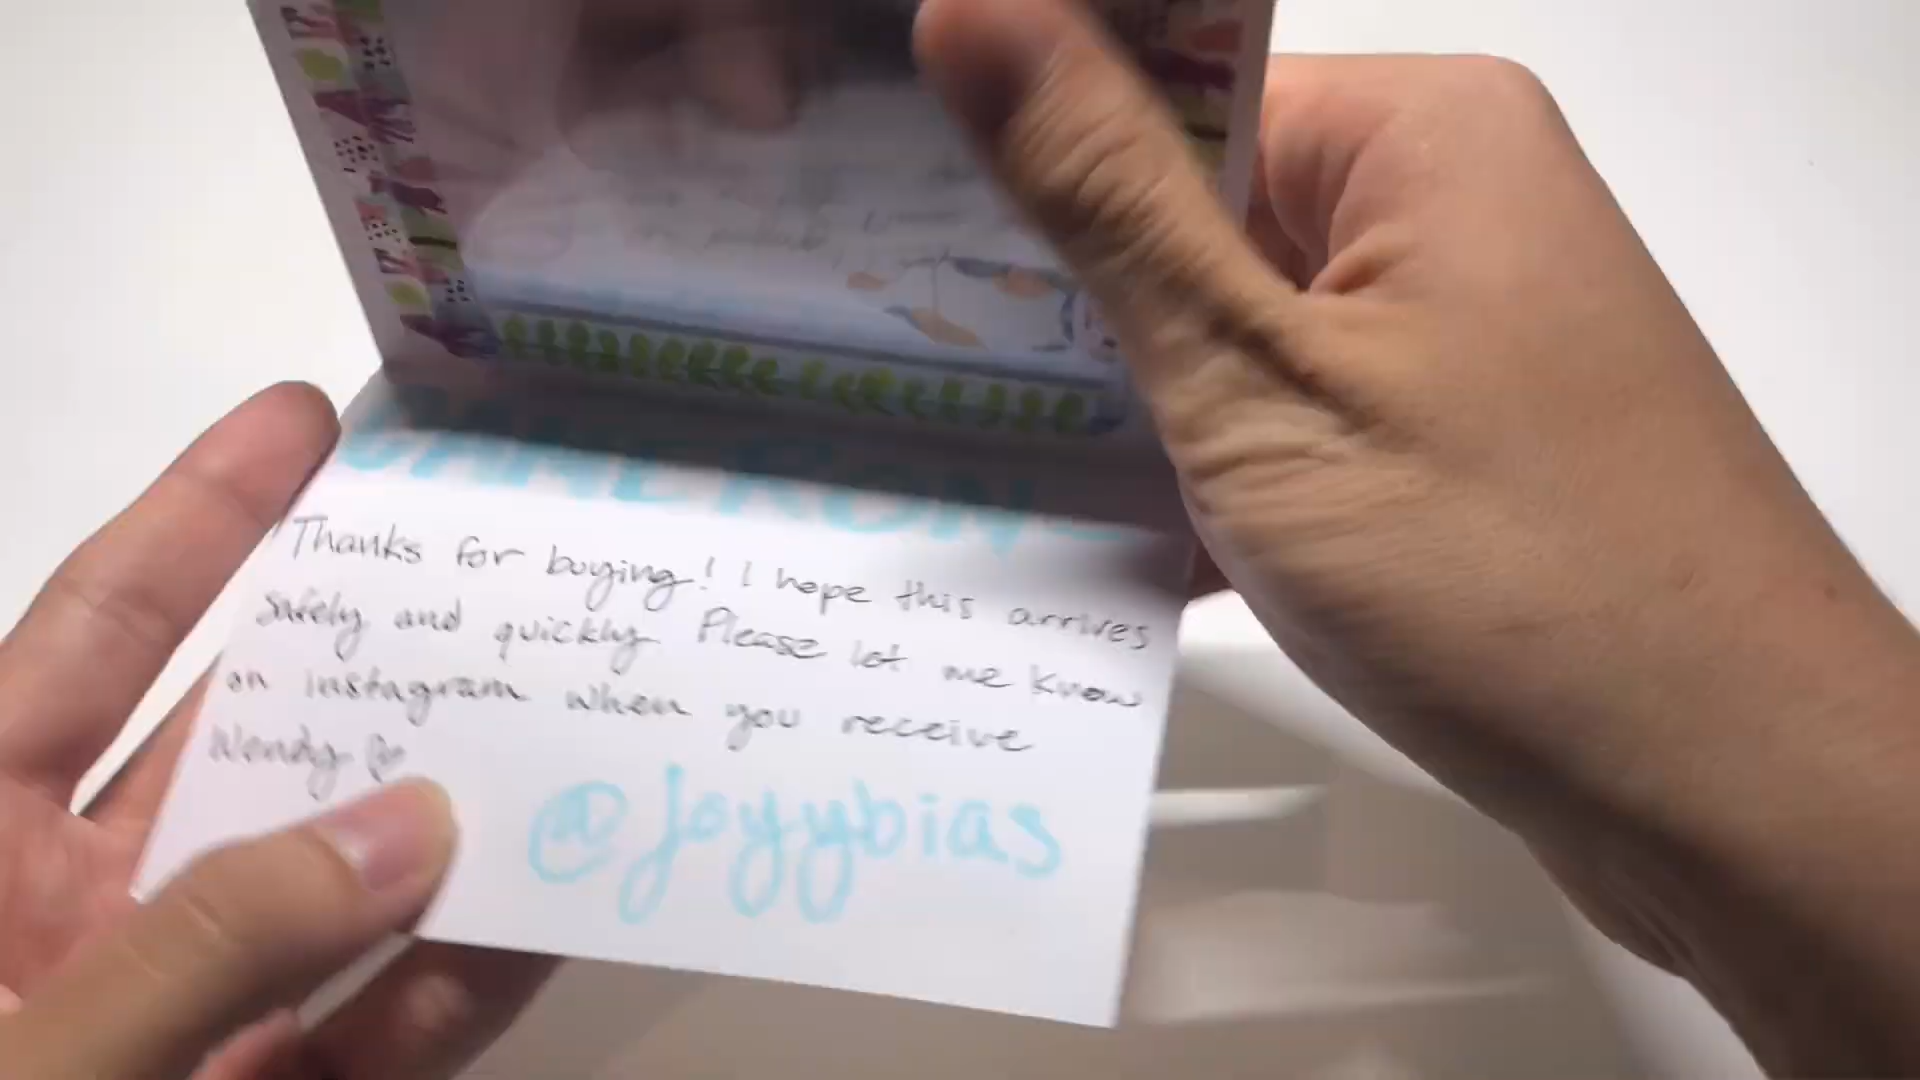 CAMERON-
Thanks for buying! I hope this arrives
safely and quickly. Please let me know
on instagram when you receive
Wendy
@joyybias